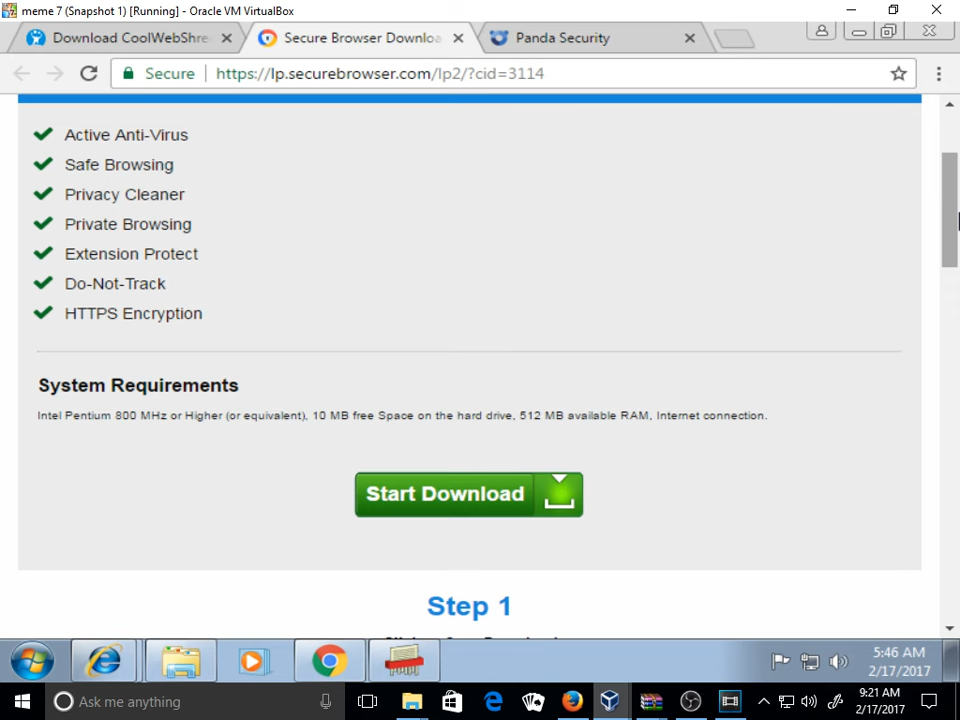 meme 7 (Snapshot 1) [Running] - Oracle VM VirtualBox
Download CoolWebShre
Secure Browser Downloa
Panda Security
Secure
https://lp.securebrowser.com/lp2/?cid=3114
Active Anti-Virus
Safe Browsing
Privacy Cleaner
Private Browsing
Extension Protect
Do-Not-Track
HTTPS Encryption
System Requirements
Intel Pentium 800 MHz or Higher (or equivalent), 10 MB free Space on the hard drive, 512 MB available RAM, Internet connection.
Start Download
Step 1
5:46 AM
2/17/2017
Ask me anything
9:21 AM
2/17/2017